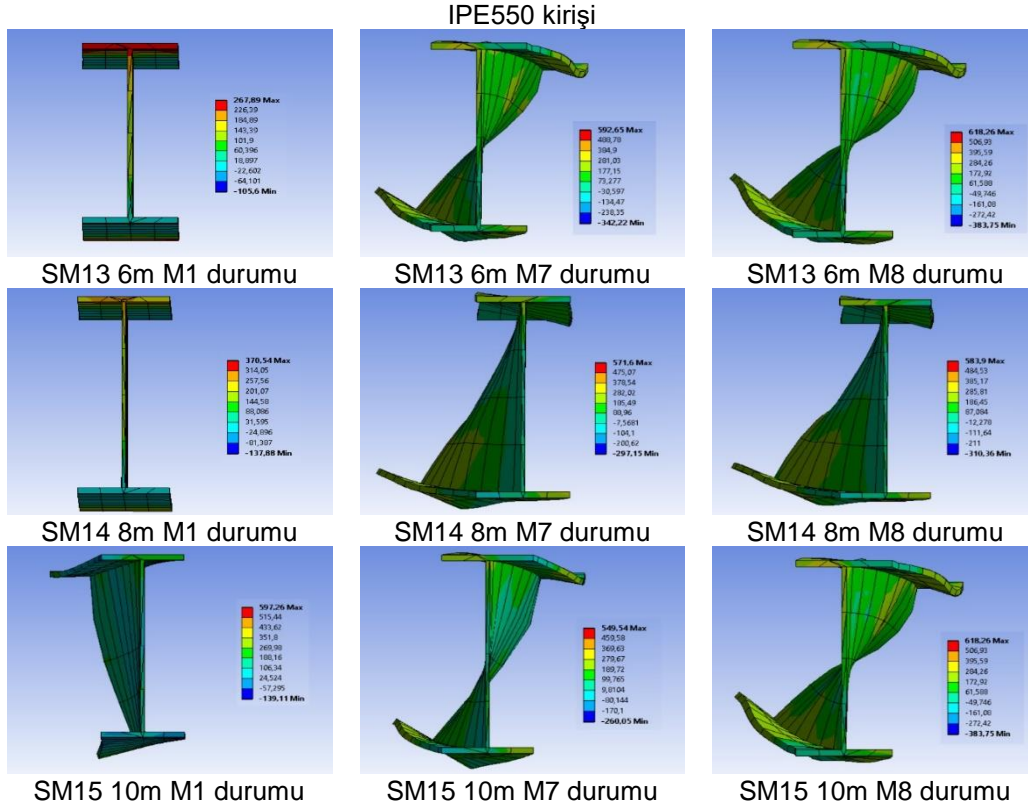 IPE550 kirişi
267,89 Max
226,39
184,89
143,39
101,9
60,396
18,897
-22,602
-64,101
-105,6 Min
592,65 Max
488,78
384,9
281,03
177,15
73,277
-30,597
-134,47
-238,35
-342,22 Min
618,26 Max
506,93
395,59
284,26
172,92
61,588
-49,746
-161,08
-272,42
-383,75 Min
SM13 6m M1 durumu
SM13 6m M7 durumu
SM13 6m M8 durumu
370,54 Max
314,05
257,56
201,07
144,58
88,086
31,595
-24,896
-81,387
-137,88 Min
571,6 Max
475,07
378,54
282,02
185,49
88,96
-7,5681
-104,1
-200,62
-297,15 Min
583,9 Max
484,53
385,17
285,81
186,45
87,084
-12,278
-111,64
-211
-310,36 Min
SM14 8m M1 durumu
SM14 8m M7 durumu
SM14 8m M8 durumu
597,26 Max
515,44
433,62
351,8
269,98
188,16
106,34
24,524
-57,295
-139,11 Min
549,54 Max
459,58
369,63
279,67
189,72
99,765
9,8104
-80,144
-170,1
-260,05 Min
618,26 Max
506,93
395,59
284,26
172,92
61,588
-49,746
-161,08
-272,42
-383,75 Min
SM15 10m M1 durumu
SM15 10m M7 durumu
SM15 10m M8 durumu